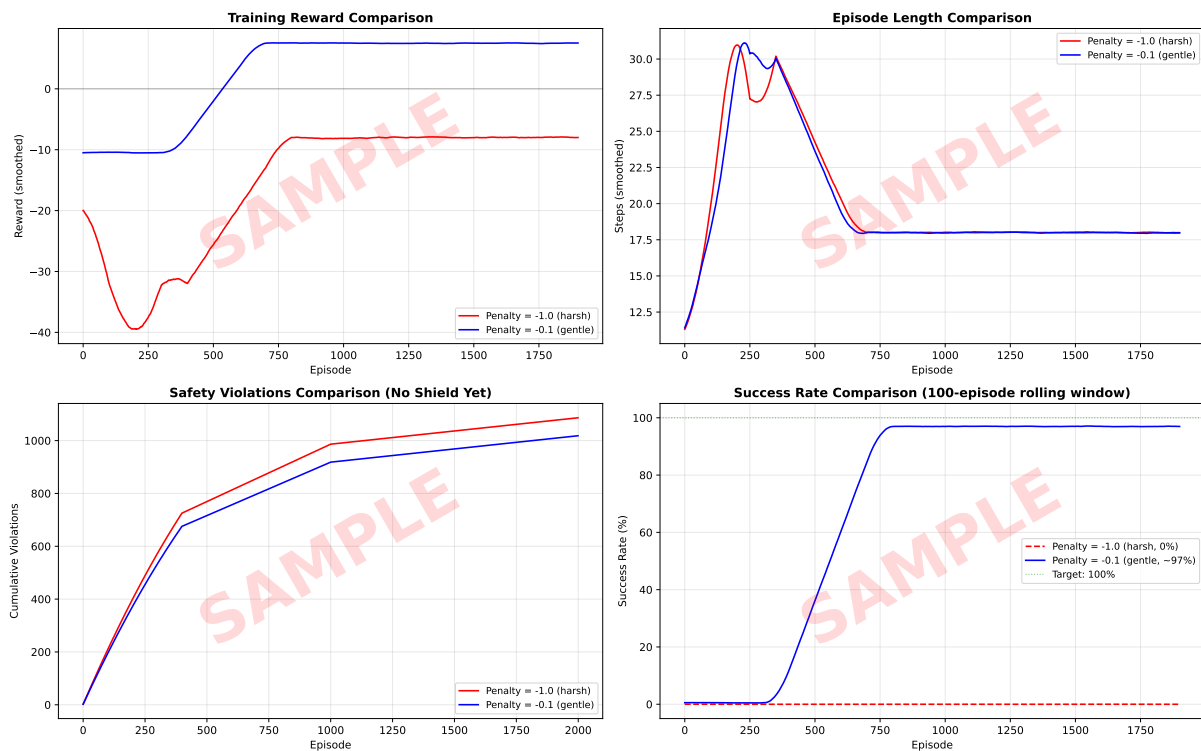 Training Reward Comparison
Reward (smoothed)
0
−10
−20
−30
−40
SAMPLE
Penalty = -1.0 (harsh)
Penalty = -0.1 (gentle)
0 250 500 750 1000 1250 1500 1750
Episode
Episode Length Comparison
Steps (smoothed)
30.0
27.5
25.0
22.5
20.0
17.5
15.0
12.5
Penalty = -1.0 (harsh)
Penalty = -0.1 (gentle)
SAMPLE
0 250 500 750 1000 1250 1500 1750
Episode
Safety Violations Comparison (No Shield Yet)
Cumulative Violations
1000
800
600
400
200
0
SAMPLE
Penalty = -1.0 (harsh)
Penalty = -0.1 (gentle)
0 250 500 750 1000 1250 1500 1750 2000
Episode
Success Rate Comparison (100-episode rolling window)
Success Rate (%)
100
80
60
40
20
0
SAMPLE
Penalty = -1.0 (harsh, 0%)
Penalty = -0.1 (gentle, ~97%)
Target: 100%
0 250 500 750 1000 1250 1500 1750
Episode